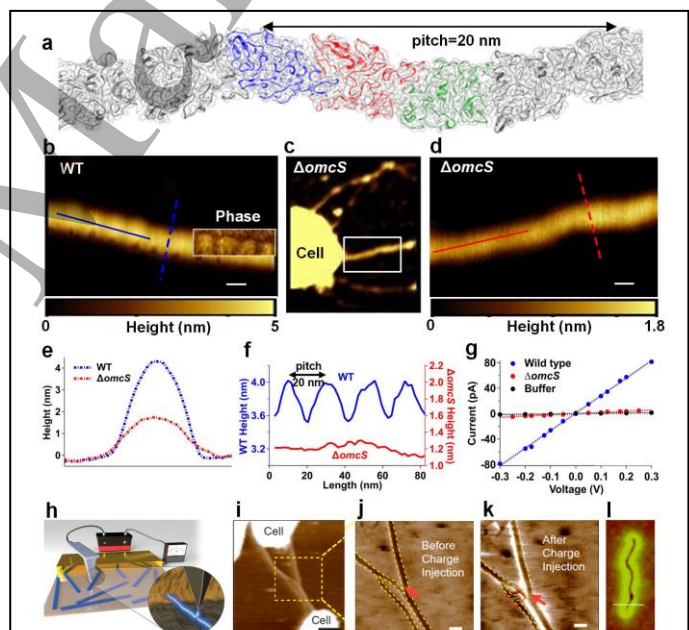 a
pitch=20 nm
b
WT
Phase
c
ΔomcS
Cell
d
ΔomcS
0
Height (nm)
5
0
Height (nm)
1.8
e
WT
ΔomcS
Height (nm)
4
3
2
1
0
f
pitch
20 nm
WT
ΔomcS
WT Height (nm)
4.0
3.6
3.2
ΔomcS Height (nm)
2.0
1.8
1.6
1.4
1.2
1.0
0 20 40 60 80
Length (nm)
g
Wild type
ΔomcS
Buffer
Current (pA)
80
40
0
-40
-80
-0.3 -0.2 -0.1 0.0 0.1 0.2 0.3
Voltage (V)
h
i
Cell
Cell
j
Before
Charge
Injection
k
After
Charge
Injection
l